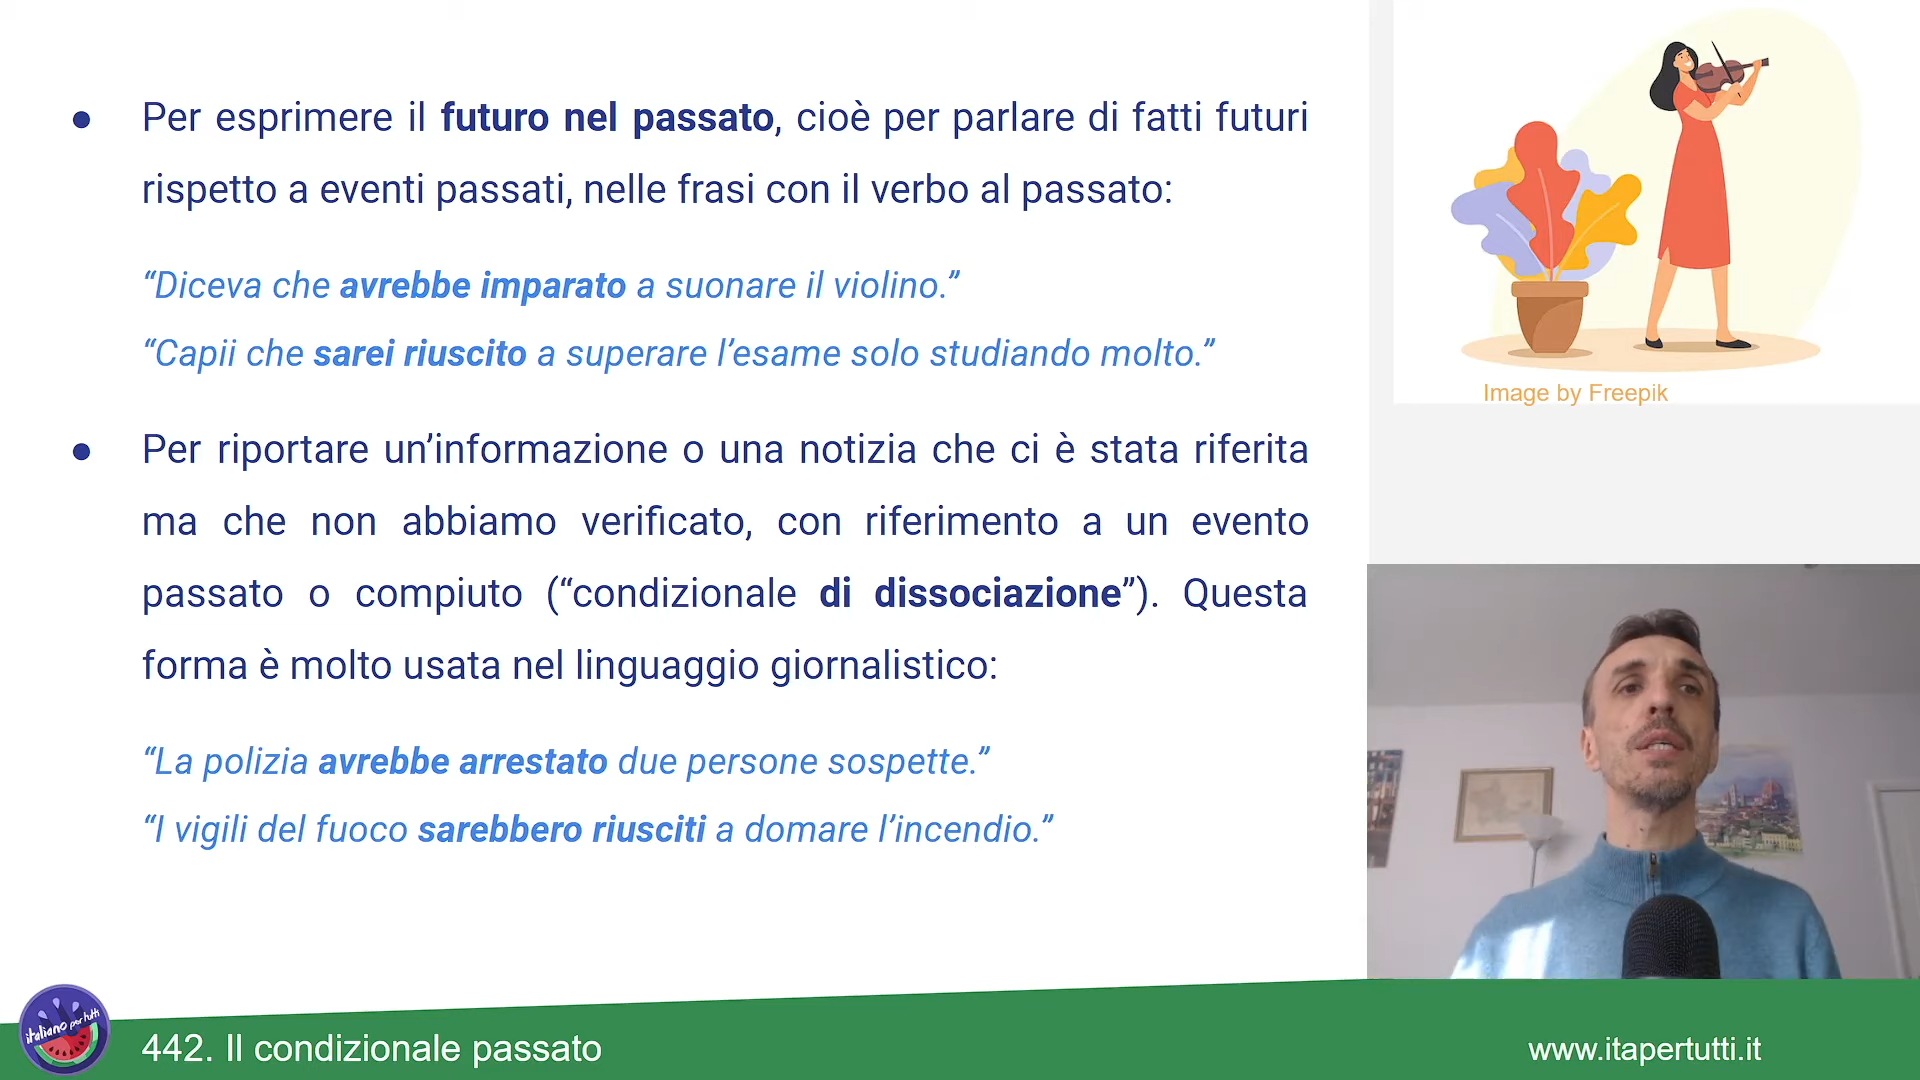 Per esprimere il futuro nel passato, cioè per parlare di fatti futuri
rispetto a eventi passati, nelle frasi con il verbo al passato:
“Diceva che avrebbe imparato a suonare il violino.”
“Capii che sarei riuscito a superare l’esame solo studiando molto.”
Per riportare un’informazione o una notizia che ci è stata riferita
ma che non abbiamo verificato, con riferimento a un evento
passato o compiuto (“condizionale di dissociazione”). Questa
forma è molto usata nel linguaggio giornalistico:
“La polizia avrebbe arrestato due persone sospette.”
“I vigili del fuoco sarebbero riusciti a domare l’incendio.”
Image by Freepik
italiano per tutti
442. Il condizionale passato
www.itapertutti.it